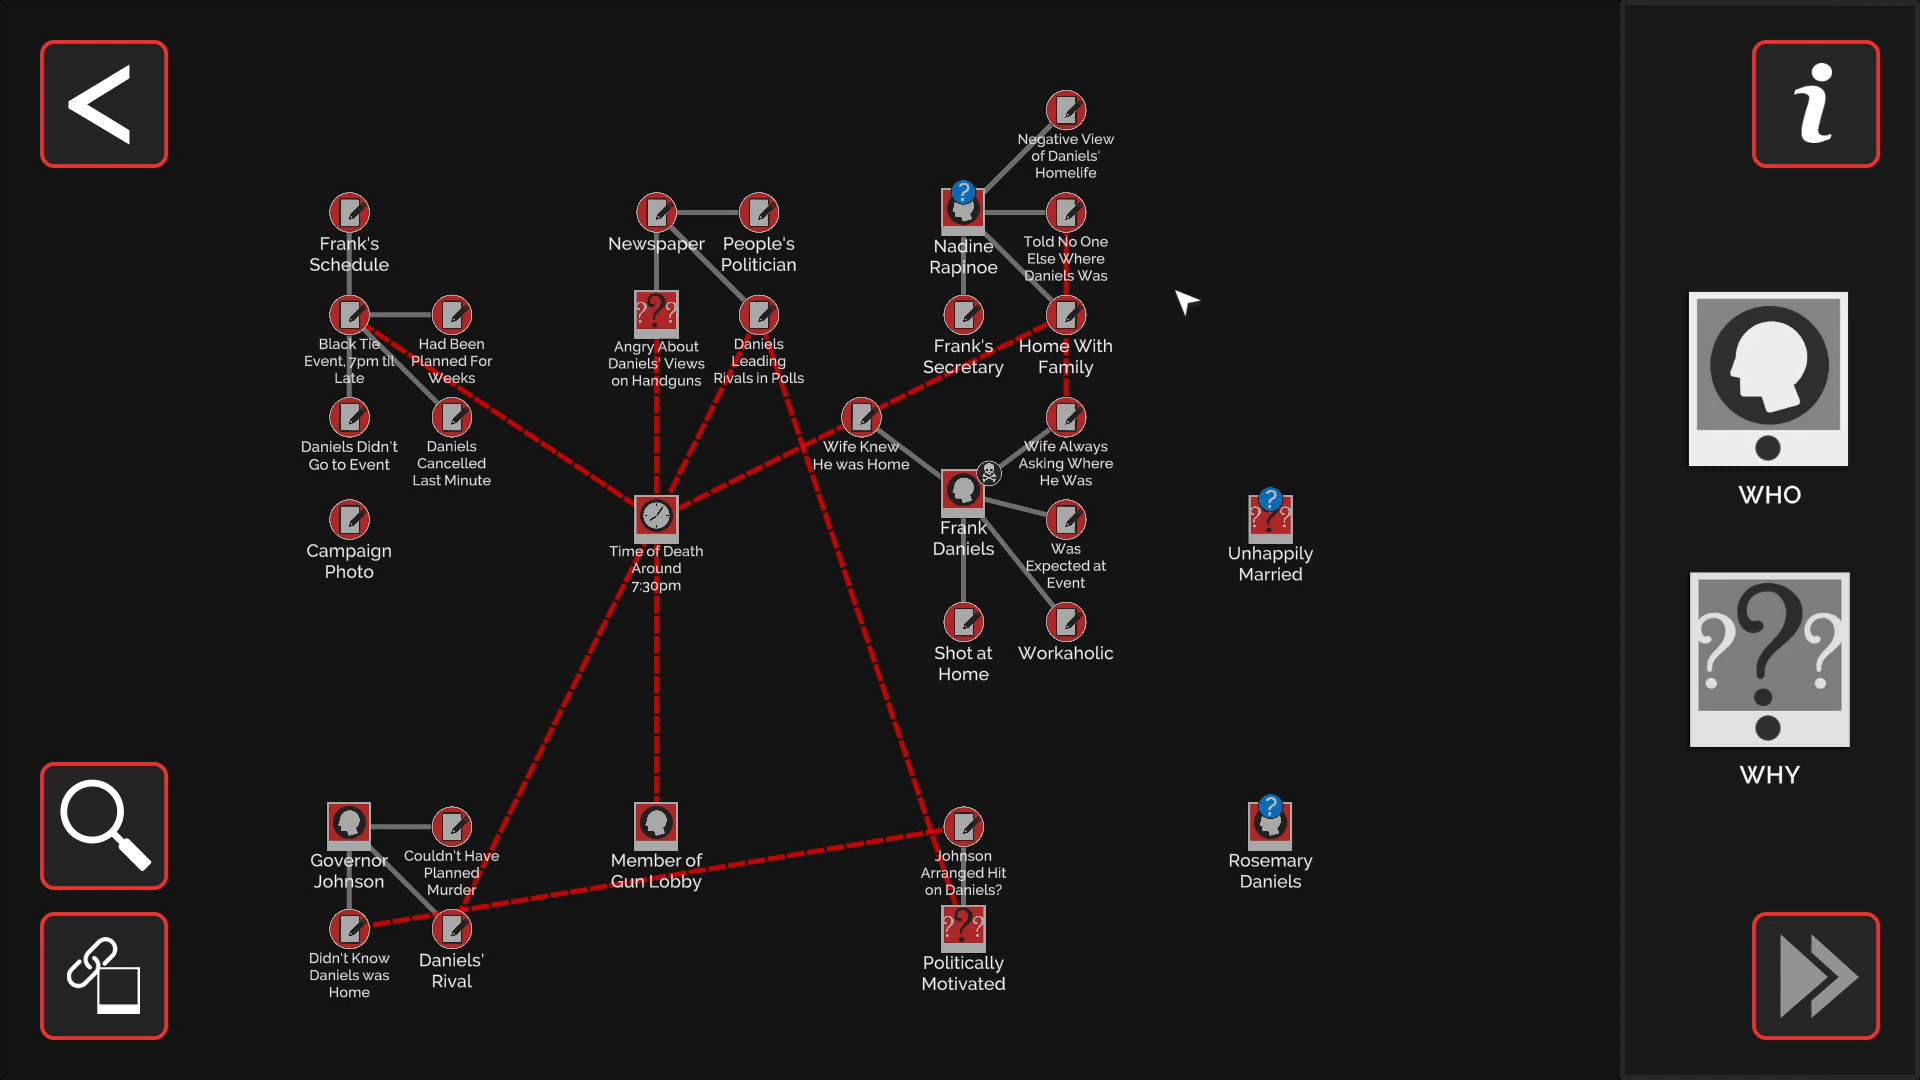 Negative View
of Daniels'
Homelife
Frank's
Schedule
Newspaper
People's
Politician
Nadine
Rapinoe
Told No One
Else Where
Daniels Was
Black Tie
Event, 7pm til
Late
Had Been
Planned For
Weeks
Angry About
Daniels' Views
on Handguns
Daniels
Leading
Rivals in Polls
Frank's
Secretary
Home With
Family
Daniels Didn't
Go to Event
Daniels
Cancelled
Last Minute
Wife Knew
He was Home
Wife Always
Asking Where
He Was
WHO
Campaign
Photo
Time of Death
Around
7:30pm
Frank
Daniels
Was
Expected at
Event
Unhappily
Married
Shot at
Home
Workaholic
WHY
Governor
Johnson
Couldn't Have
Planned
Murder
Member of
Gun Lobby
Johnson
Arranged Hit
on Daniels?
Rosemary
Daniels
Didn't Know
Daniels was
Home
Daniels'
Rival
Politically
Motivated